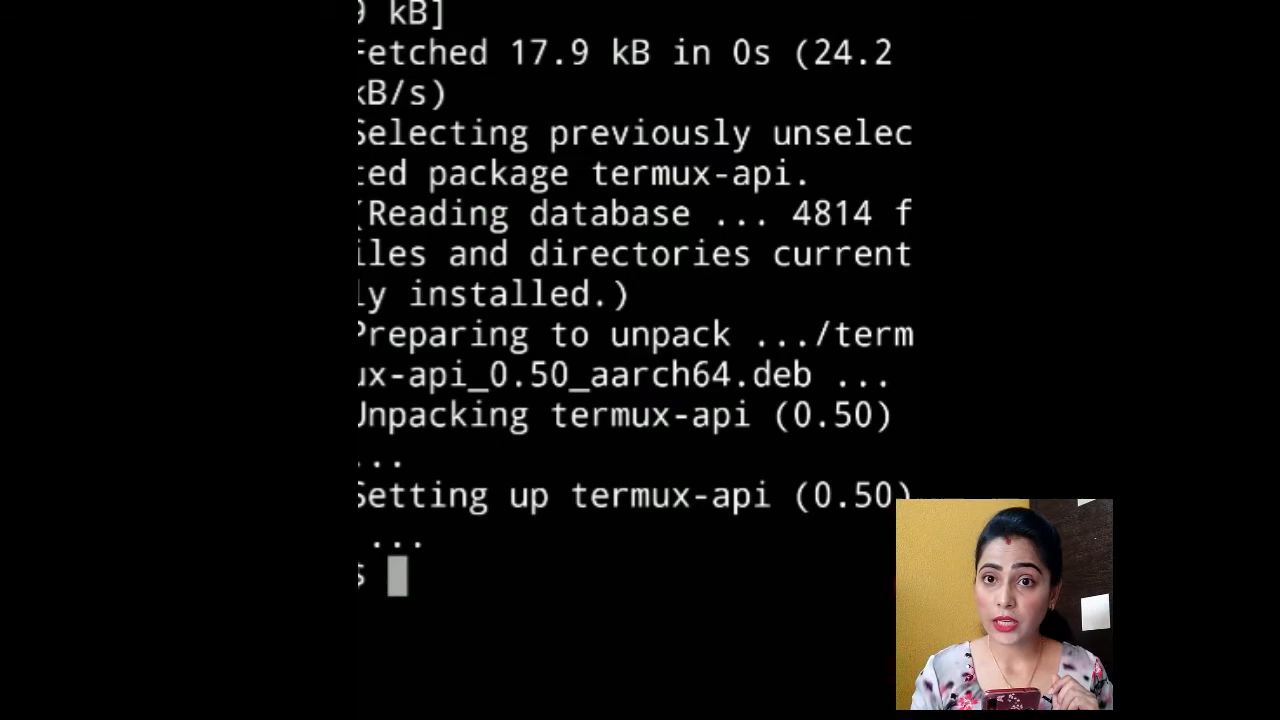 9 kB]
Fetched 17.9 kB in 0s (24.2
kB/s)
Selecting previously unselec
ted package termux-api.
(Reading database ... 4814 f
iles and directories current
ly installed.)
Preparing to unpack .../term
ux-api_0.50_aarch64.deb ...
Unpacking termux-api (0.50)
...
Setting up termux-api (0.50)
...
$